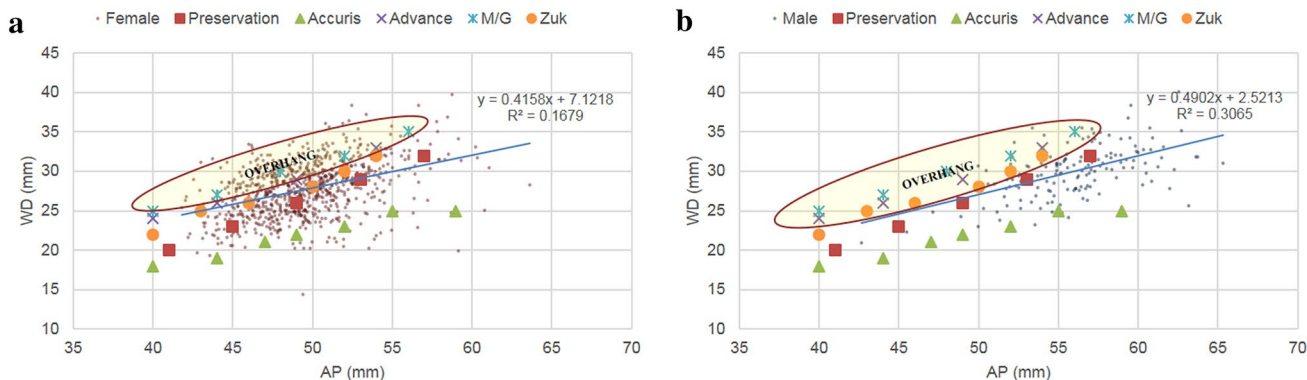 a
Female Preservation Accuris Advance M/G Zuk
45
40
35
30
25
20
15
10
WD (mm)
y = 0.4158x + 7.1218
R² = 0.1679
OVERHANG
35 40 45 50 55 60 65 70
AP (mm)
b
Male Preservation Accuris Advance M/G Zuk
45
40
35
30
25
20
15
10
WD (mm)
y = 0.4902x + 2.5213
R² = 0.3065
OVERHANG
35 40 45 50 55 60 65 70
AP (mm)